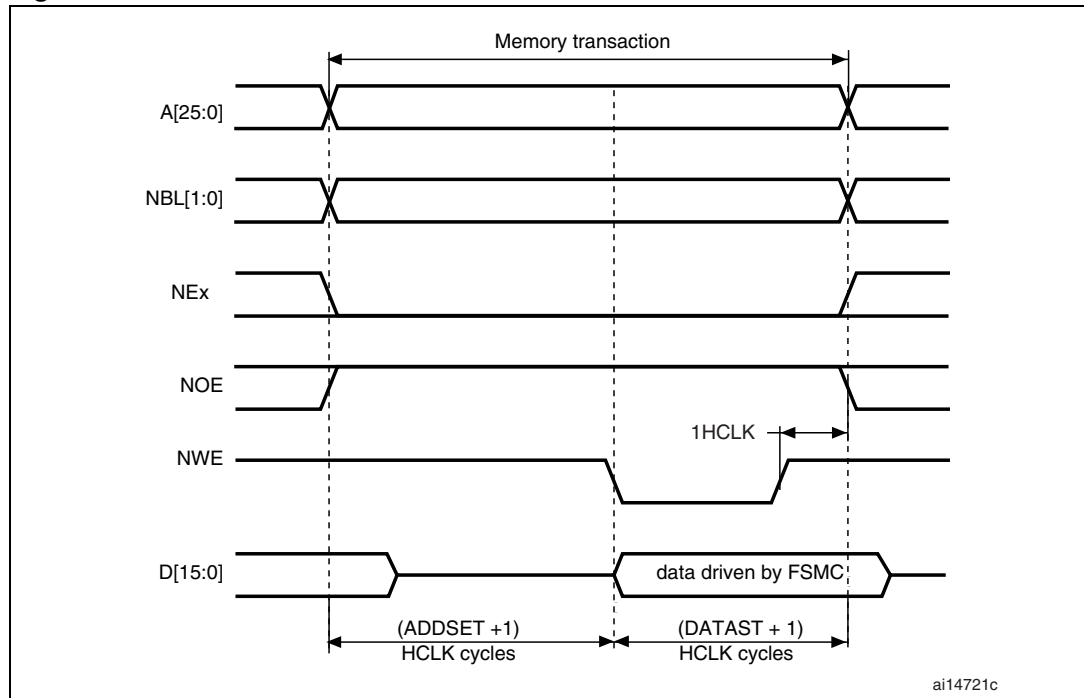 Memory transaction
A[25:0]
NBL[1:0]
NEx
NOE
1HCLK
NWE
D[15:0]
data driven by FSMC
(ADDSET +1)
HCLK cycles
(DATAST + 1)
HCLK cycles
ai14721c